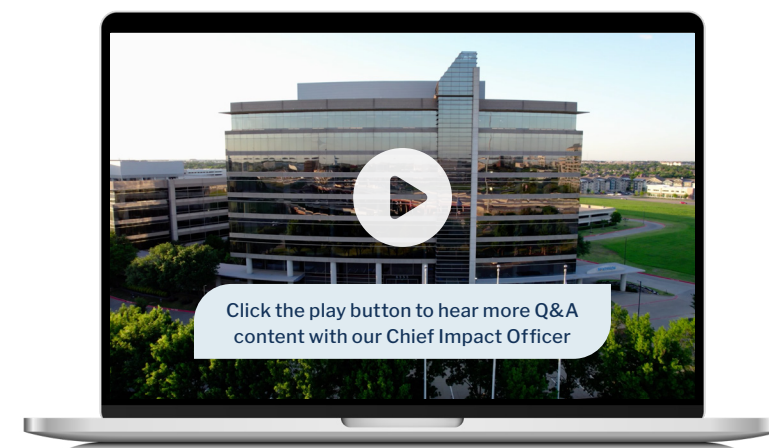 Click the play button to hear more Q&A
content with our Chief Impact Officer